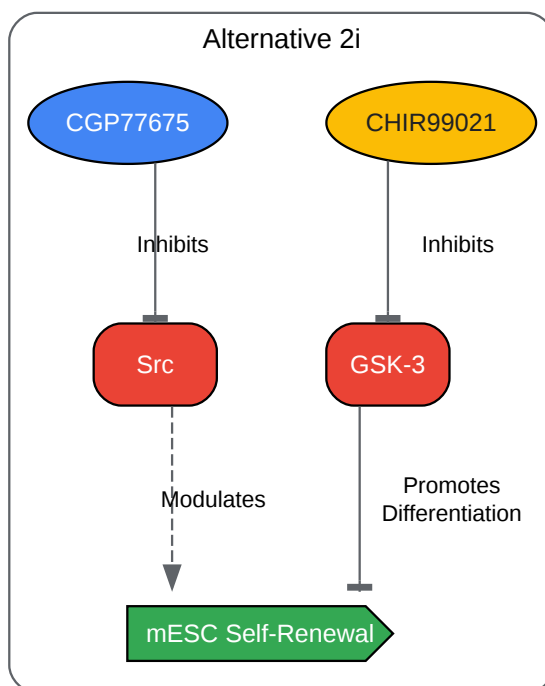 Alternative 2i
CGP77675
CHIR99021
Inhibits
Inhibits
Src
GSK-3
Modulates
Promotes
Differentiation
mESC Self-Renewal